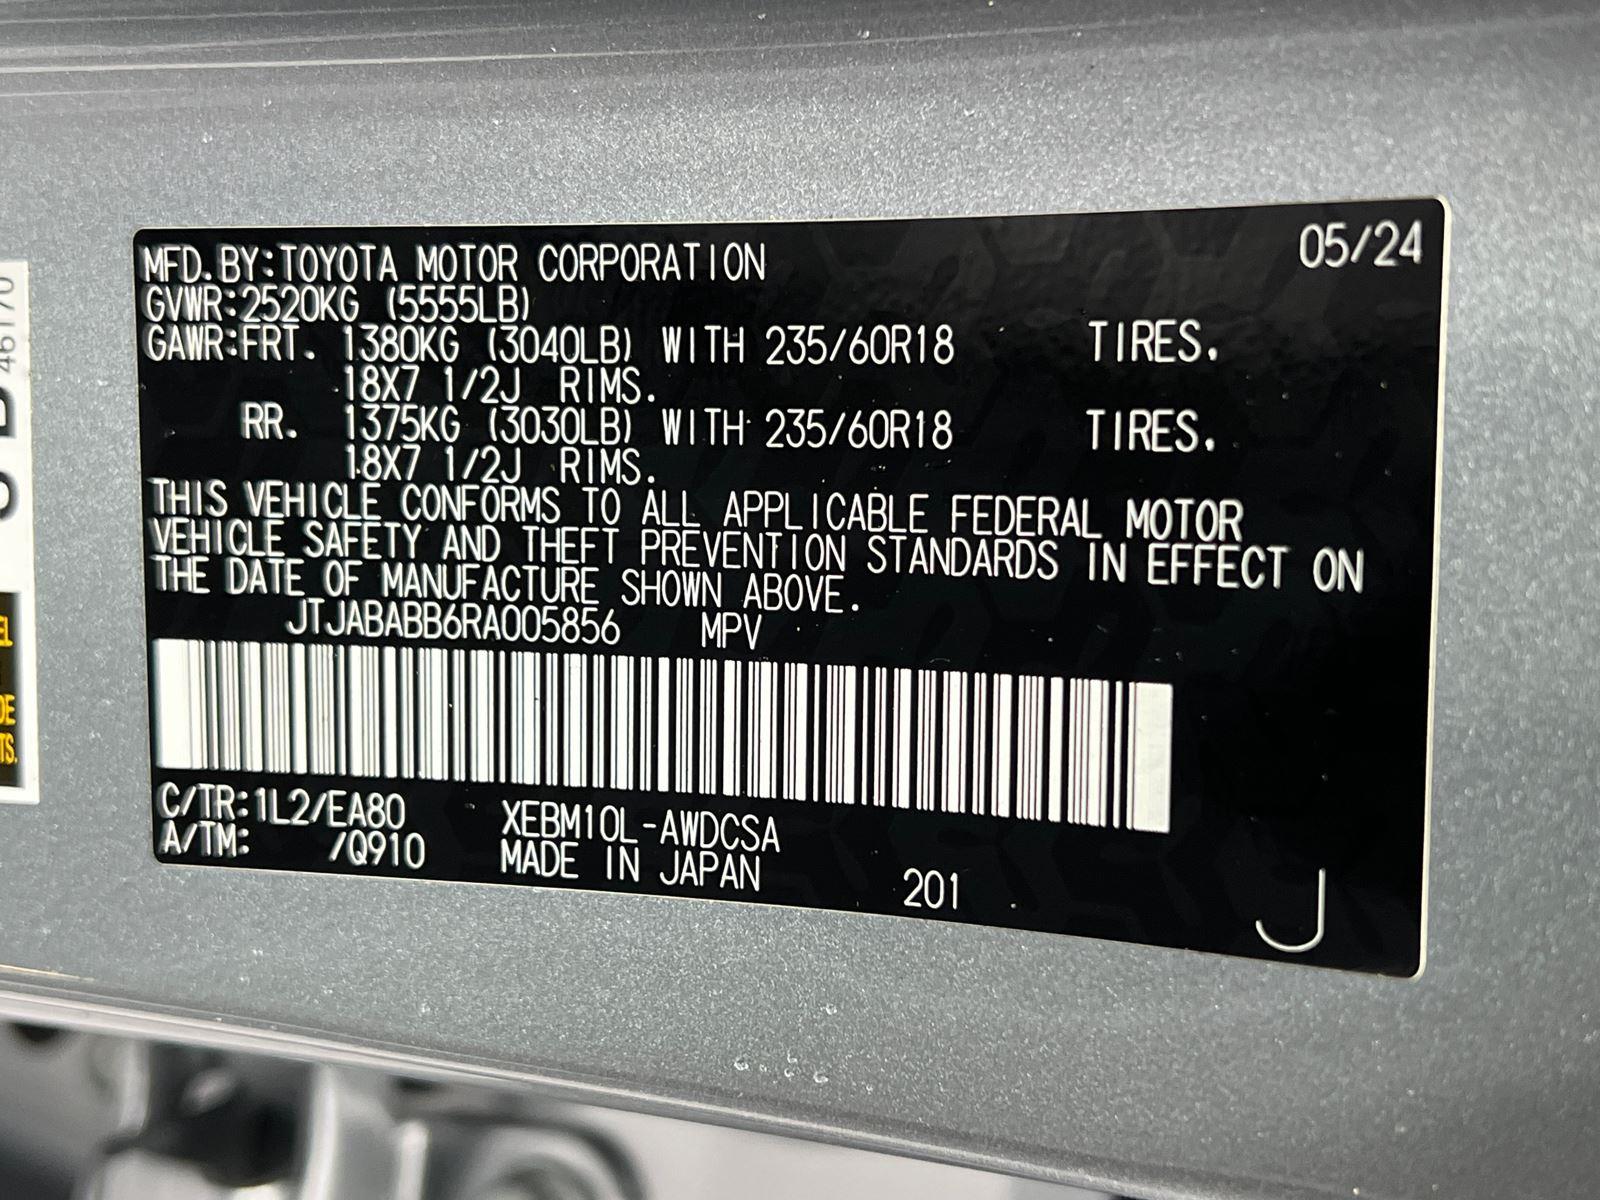 MFD.BY:TOYOTA MOTOR CORPORATION 05/24
GVWR:2520KG (5555LB)
GAWR:FRT. 1380KG (3040LB) WITH 235/60R18 TIRES.
18X7 1/2J RIMS.
RR. 1375KG (3030LB) WITH 235/60R18 TIRES.
18X7 1/2J RIMS.
THIS VEHICLE CONFORMS TO ALL APPLICABLE FEDERAL MOTOR
VEHICLE SAFETY AND THEFT PREVENTION STANDARDS IN EFFECT ON
THE DATE OF MANUFACTURE SHOWN ABOVE.
JTJABABB6RA005856 MPV
C/TR:1L2/EA80 XEBM10L-AWDCSA
A/TM: /Q910 MADE IN JAPAN 201
J